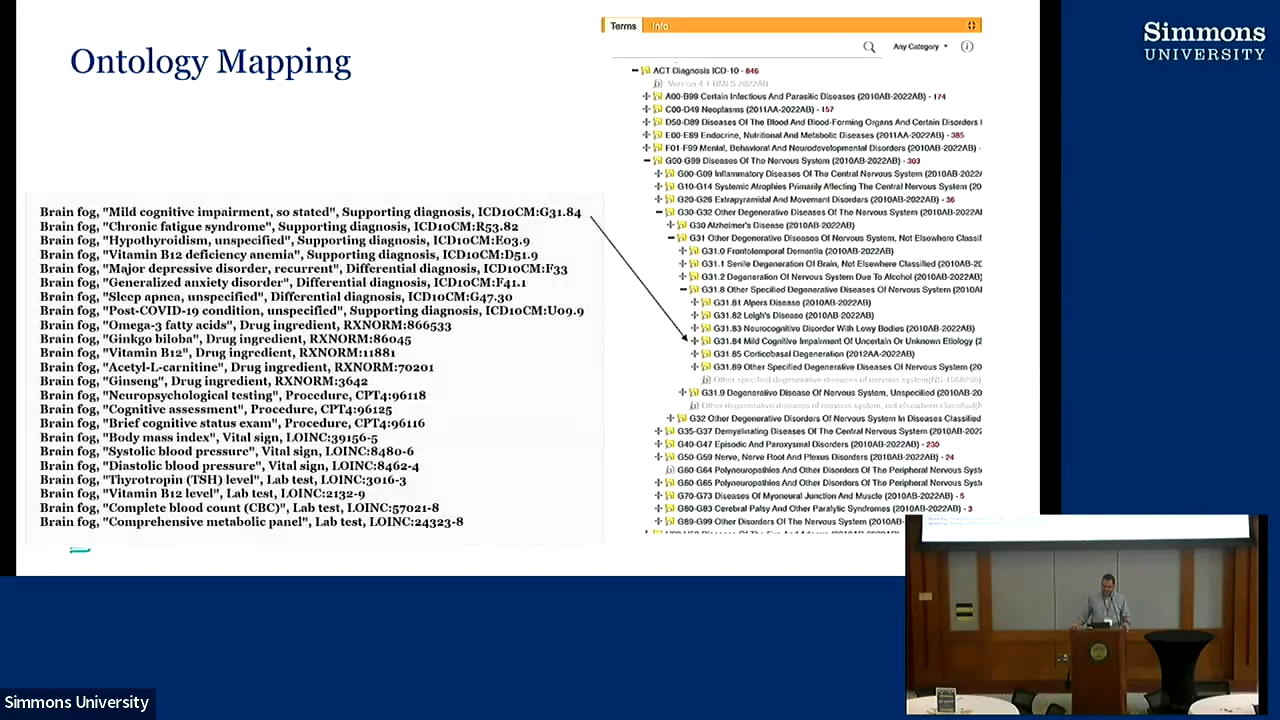 Ontology Mapping
Simmons
UNIVERSITY
Brain fog, "Mild cognitive impairment, so stated", Supporting diagnosis, ICD10CM:G31.84
Brain fog, "Chronic fatigue syndrome", Supporting diagnosis, ICD10CM:R53.82
Brain fog, "Hypothyroidism, unspecified", Supporting diagnosis, ICD10CM:E03.9
Brain fog, "Vitamin B12 deficiency anemia", Supporting diagnosis, ICD10CM:D51.9
Brain fog, "Major depressive disorder, recurrent", Differential diagnosis, ICD10CM:F33
Brain fog, "Generalized anxiety disorder", Differential diagnosis, ICD10CM:F41.1
Brain fog, "Sleep apnea, unspecified", Differential diagnosis, ICD10CM:G47.30
Brain fog, "Post-COVID-19 condition, unspecified", Supporting diagnosis, ICD10CM:U09.9
Brain fog, "Omega-3 fatty acids", Drug ingredient, RXNORM:866533
Brain fog, "Ginkgo biloba", Drug ingredient, RXNORM:86045
Brain fog, "Vitamin B12", Drug ingredient, RXNORM:11881
Brain fog, "Acetyl-L-carnitine", Drug ingredient, RXNORM:70201
Brain fog, "Ginseng", Drug ingredient, RXNORM:3642
Brain fog, "Neuropsychological testing", Procedure, CPT4:96118
Brain fog, "Cognitive assessment", Procedure, CPT4:96125
Brain fog, "Brief cognitive status exam", Procedure, CPT4:96116
Brain fog, "Body mass index", Vital sign, LOINC:39156-5
Brain fog, "Systolic blood pressure", Vital sign, LOINC:8480-6
Brain fog, "Diastolic blood pressure", Vital sign, LOINC:8462-4
Brain fog, "Thyrotropin (TSH) level", Lab test, LOINC:3016-3
Brain fog, "Vitamin B12 level", Lab test, LOINC:2132-9
Brain fog, "Complete blood count (CBC)", Lab test, LOINC:57021-8
Brain fog, "Comprehensive metabolic panel", Lab test, LOINC:24323-8
Terms Info
Any Category
ACT Diagnosis ICD-10 - 846
Version 4.1 UMLS 2022AB
A00-B99 Certain Infectious And Parasitic Diseases (2010AB-2022AB) - 174
C00-D49 Neoplasms (2011AA-2022AB) - 157
D50-D89 Diseases Of The Blood And Blood-Forming Organs And Certain Disorders I
E00-E89 Endocrine, Nutritional And Metabolic Diseases (2011AA-2022AB) - 385
F01-F99 Mental, Behavioral And Neurodevelopmental Disorders (2010AB-2022AB) -
G00-G99 Diseases Of The Nervous System (2010AB-2022AB) - 303
G00-G09 Inflammatory Diseases Of The Central Nervous System (2010AB-2022A
G10-G14 Systemic Atrophies Primarily Affecting The Central Nervous System (20
G20-G26 Extrapyramidal And Movement Disorders (2010AB-2022AB) - 36
G30-G32 Other Degenerative Diseases Of The Nervous System (2010AB-2022AI
G30 Alzheimer's Disease (2010AB-2022AB)
G31 Other Degenerative Diseases Of Nervous System, Not Elsewhere Classif
G31.0 Frontotemporal Dementia (2010AB-2022AB)
G31.1 Senile Degeneration Of Brain, Not Elsewhere Classified (2010AB-2C
G31.2 Degeneration Of Nervous System Due To Alcohol (2010AB-2022AB)
G31.8 Other Specified Degenerative Diseases Of Nervous System (2010AI
G31.81 Alpers Disease (2010AB-2022AB)
G31.82 Leigh's Disease (2010AB-2022AB)
G31.83 Neurocognitive Disorder With Lewy Bodies (2010AB-2022AB)
G31.84 Mild Cognitive Impairment Of Uncertain Or Unknown Etiology (2
G31.85 Corticobasal Degeneration (2012AA-2022AB)
G31.89 Other Specified Degenerative Diseases Of Nervous System (20
Other specified degenerative diseases of nervous system
G31.9 Degenerative Disease Of Nervous System, Unspecified (2010AB-20
Other degenerative diseases of nervous system, not elsewhere classified
G32 Other Degenerative Disorders Of Nervous System In Diseases Classified
G35-G37 Demyelinating Diseases Of The Central Nervous System (2010AB-2022
G40-G47 Episodic And Paroxysmal Disorders (2010AB-2022AB) - 230
G50-G59 Nerve, Nerve Root And Plexus Disorders (2010AB-2022AB) - 24
G60-G64 Polyneuropathies And Other Disorders Of The Peripheral Nervous Syst
G60-G65 Polyneuropathies And Other Disorders Of The Peripheral Nervous Syst
G70-G73 Diseases Of Myoneural Junction And Muscle (2010AB-2022AB) - 5
G80-G83 Cerebral Palsy And Other Paralytic Syndromes (2010AB-2022AB) - 3
G89-G99 Other Disorders Of The Nervous System (2010AB-
Simmons University